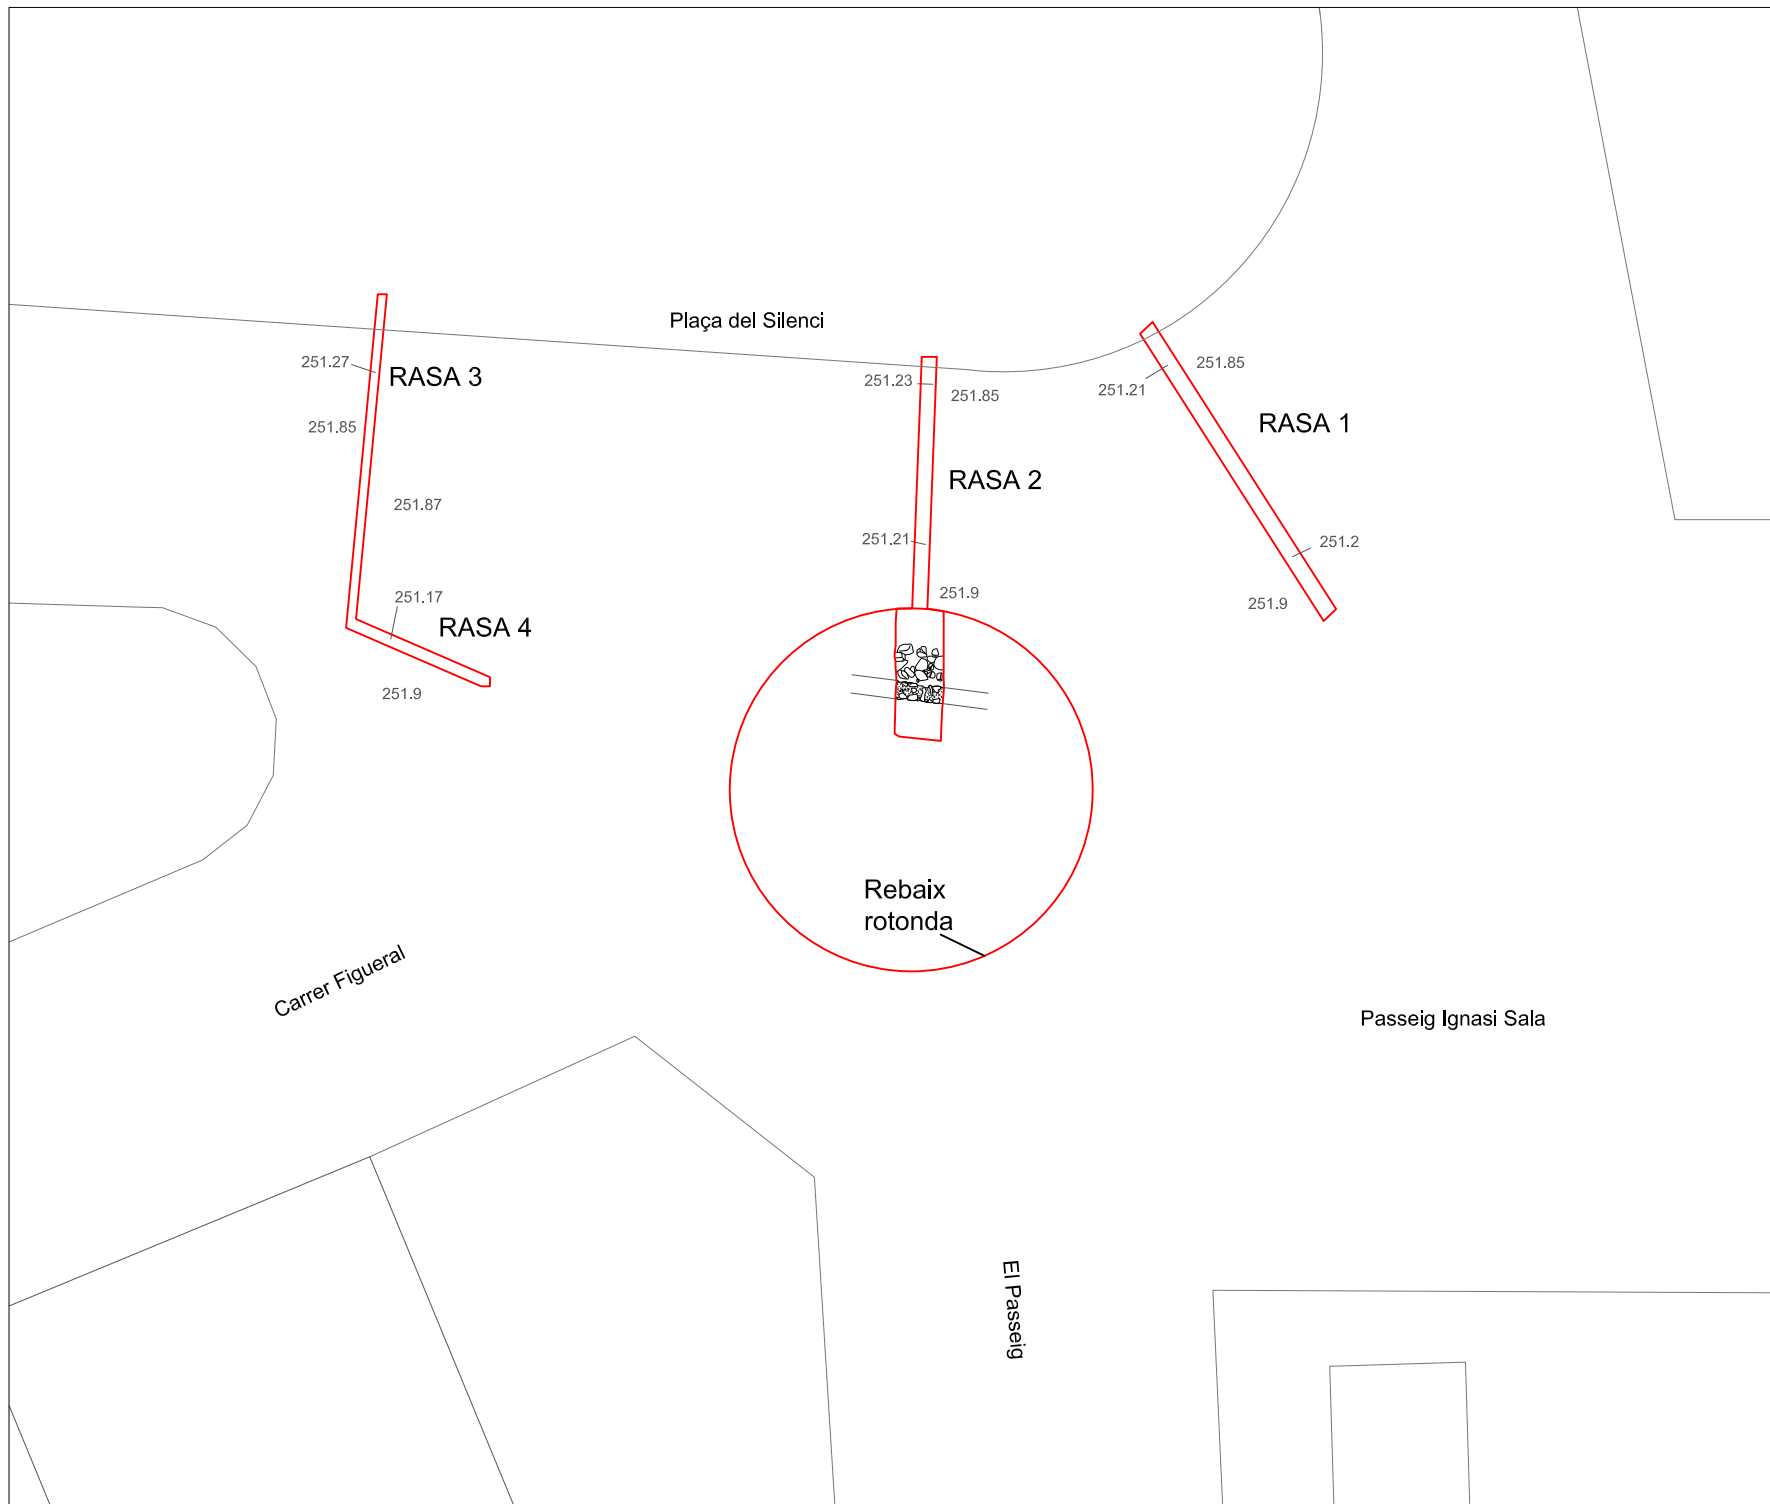 Plaça del Silenci
251.27
RASA 3
251.85
251.87
251.17
RASA 4
251.9
251.23
251.85
RASA 2
251.21
251.9
251.85
251.21
RASA 1
251.2
251.9
Rebaix
rotonda
Carrer Figueral
Passeig Ignasi Sala
El Passeig